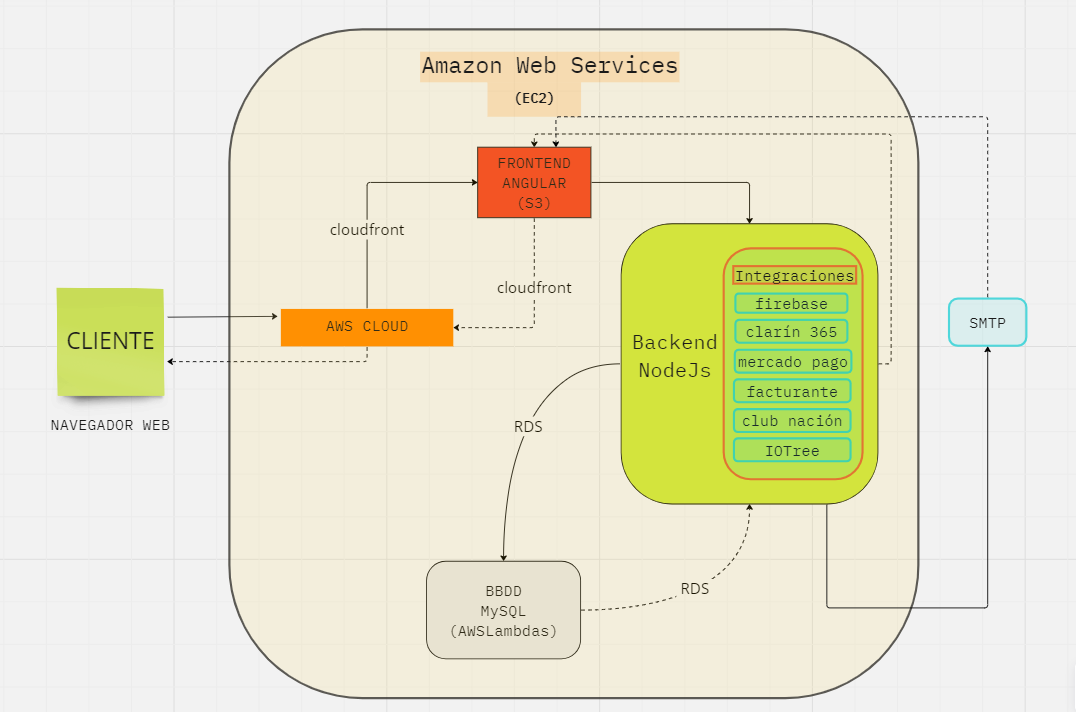 Amazon Web Services
(EC2)
FRONTEND
ANGULAR
(S3)
cloudfront
cloudfront
CLIENTE
NAVEGADOR WEB
AWS CLOUD
Backend
NodeJs
Integraciones
firebase
clarín 365
mercado pago
facturante
club nación
IOTree
SMTP
RDS
RDS
BBDD
MySQL
(AWSLambdas)